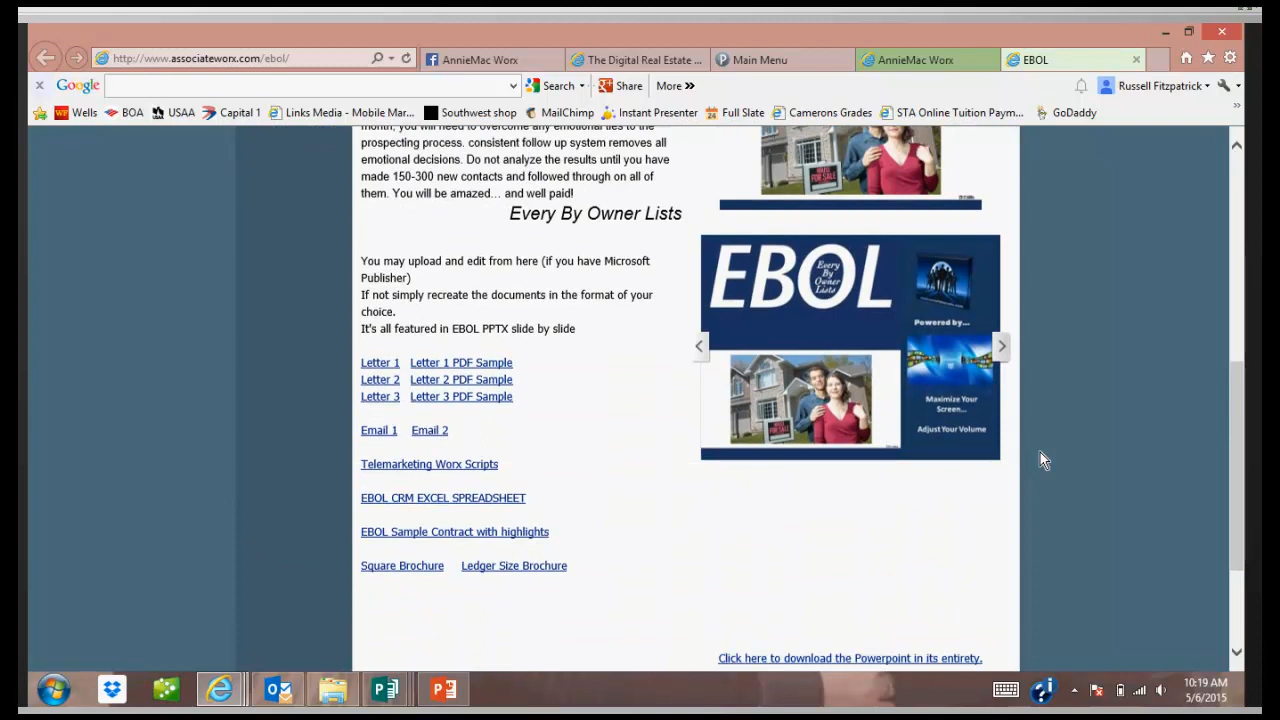 http://www.associateworx.com/ebol/
AnnieMac Worx
The Digital Real Estate ...
Main Menu
AnnieMac Worx
EBOL
Google
Search
Share
More »
Russell Fitzpatrick
Wells
BOA
USAA
Capital 1
Links Media - Mobile Mar...
Southwest shop
MailChimp
Instant Presenter
Full Slate
Camerons Grades
STA Online Tuition Paym...
GoDaddy
month, you will need to overcome any emotional ties to the
prospecting process. consistent follow up system removes all
emotional decisions. Do not analyze the results until you have
made 150-300 new contacts and followed through on all of
them. You will be amazed... and well paid!
Every By Owner Lists
You may upload and edit from here (if you have Microsoft
Publisher)
If not simply recreate the documents in the format of your
choice.
It's all featured in EBOL PPTX slide by slide
Letter 1 Letter 1 PDF Sample
Letter 2 Letter 2 PDF Sample
Letter 3 Letter 3 PDF Sample
Email 1 Email 2
Telemarketing Worx Scripts
EBOL CRM EXCEL SPREADSHEET
EBOL Sample Contract with highlights
Square Brochure Ledger Size Brochure
EBOL
Every
By
Owner
Lists
Powered by...
FOR SALE
Maximize Your
Screen...
Adjust Your Volume
Click here to download the Powerpoint in its entirety.
10:19 AM
5/6/2015